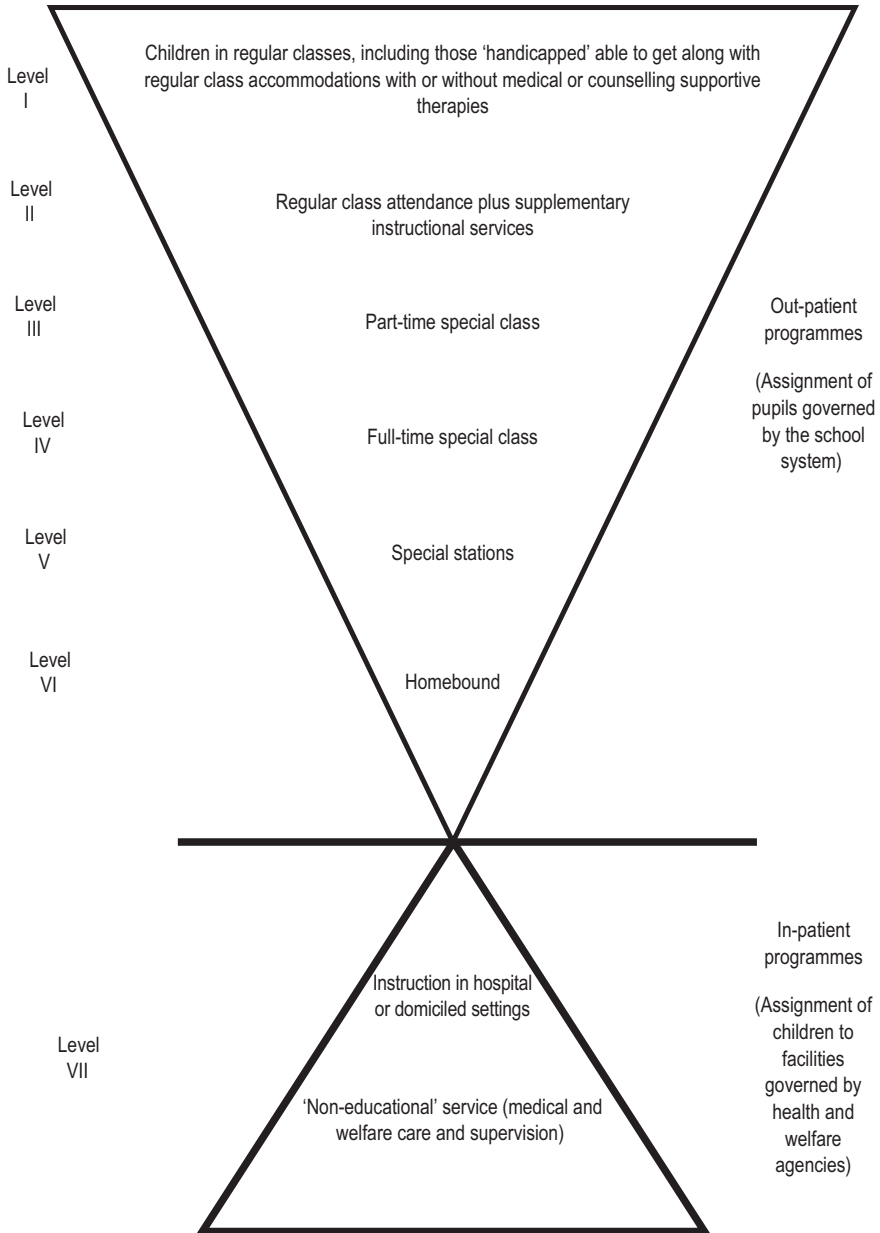 Level
I
Children in regular classes, including those ‘handicapped’ able to get along with
regular class accommodations with or without medical or counselling supportive
therapies
Level
II
Regular class attendance plus supplementary
instructional services
Level
III
Part-time special class
Out-patient
programmes
(Assignment of
pupils governed
by the school
system)
Level
IV
Full-time special class
Level
V
Special stations
Level
VI
Homebound
In-patient
programmes
(Assignment of
children to
facilities
governed by
health and
welfare
agencies)
Level
VII
Instruction in hospital
or domiciled settings
‘Non-educational’ service (medical and
welfare care and supervision)